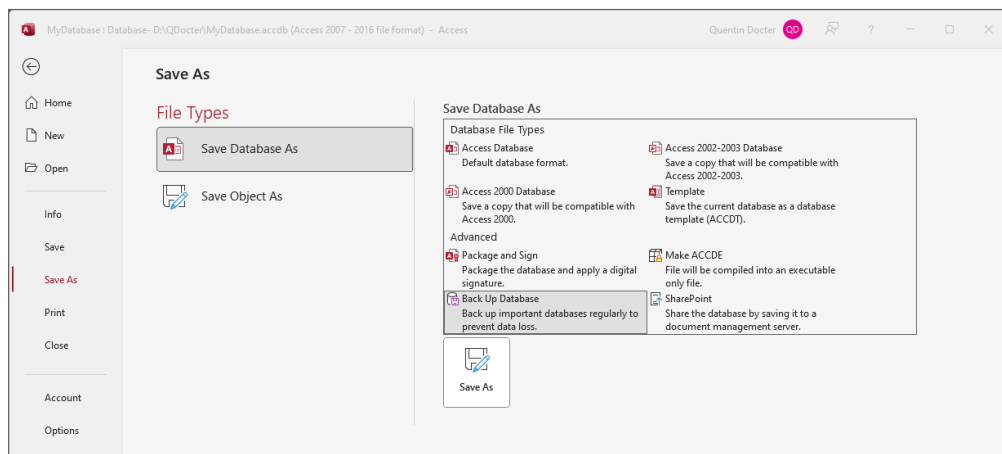 MyDatabase : Database- D:\QDocter\MyDatabase.accdb (Access 2007 - 2016 file format) - Access
Quentin Docter
QD
?
Home
New
Open
Info
Save
Save As
Print
Close
Account
Options
Save As
File Types
Save Database As
Save Object As
Save Database As
Database File Types
Access Database
Default database format.
Access 2002-2003 Database
Save a copy that will be compatible with
Access 2002-2003.
Access 2000 Database
Save a copy that will be compatible with
Access 2000.
Template
Save the current database as a database
template (ACCDT).
Advanced
Package and Sign
Package the database and apply a digital
signature.
Make ACCDE
File will be compiled into an executable
only file.
Back Up Database
Back up important databases regularly to
prevent data loss.
SharePoint
Share the database by saving it to a
document management server.
Save As